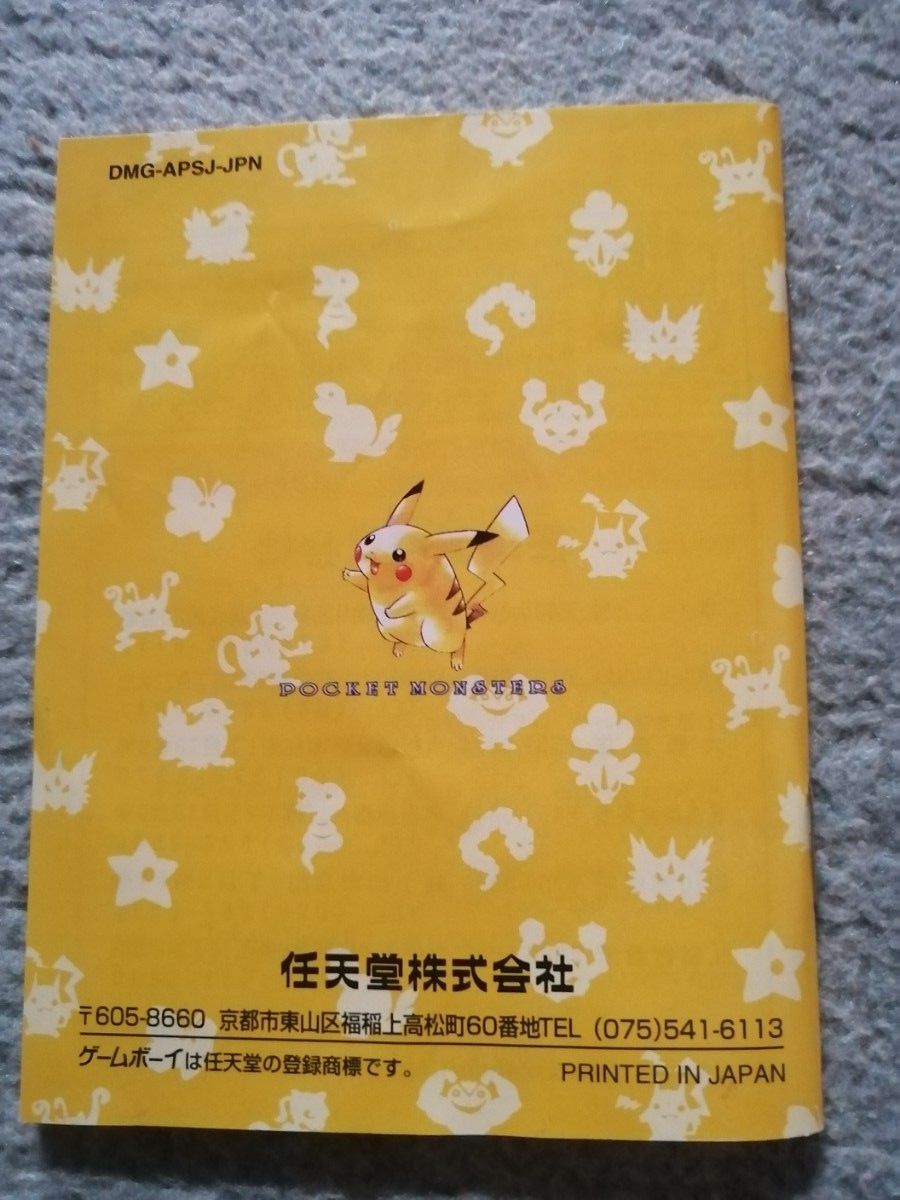 DMG-APSJ-JPN
POCKET MONSTERS
任天堂株式会社
〒605-8660 京都市東山区福稲上高松町60番地TEL (075)541-6113
ゲームボーイは任天堂の登録商標です。
PRINTED IN JAPAN